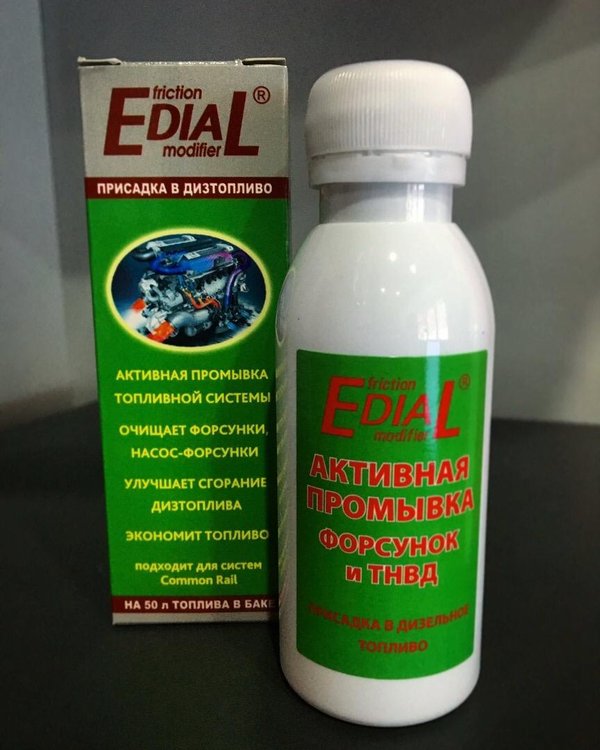 friction
EDIAL®
modifier
ПРИСАДКА В ДИЗТОПЛИВО
АКТИВНАЯ ПРОМЫВКА
ТОПЛИВНОЙ СИСТЕМЫ
ОЧИЩАЕТ ФОРСУНКИ,
НАСОС-ФОРСУНКИ
УЛУЧШАЕТ СГОРАНИЕ
ДИЗТОПЛИВА
ЭКОНОМИТ ТОПЛИВО
подходит для систем
Common Rail
НА 50 л ТОПЛИВА В БАКЕ
friction
EDIAL®
modifier
АКТИВНАЯ
ПРОМЫВКА
ФОРСУНОК
и ТНВД
ПРИСАДКА В ДИЗЕЛЬНОЕ
ТОПЛИВО